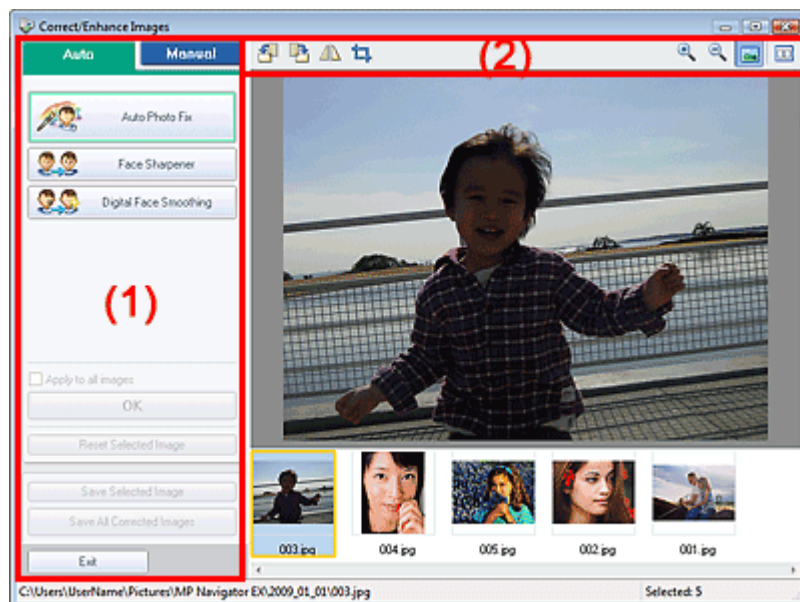 Correct/Enhance Images
Auto
Manual
(2)
Auto Photo Fix
Face Sharpener
Digital Face Smoothing
(1)
Apply to all images
OK
Reset Selected Image
Save Selected Image
Save All Corrected Images
Exit
003.jpg
004.jpg
005.jpg
002.jpg
001.jpg
C:\Users\UserName\Pictures\MP Navigator EX\2009_01_01\003.jpg
Selected: 5